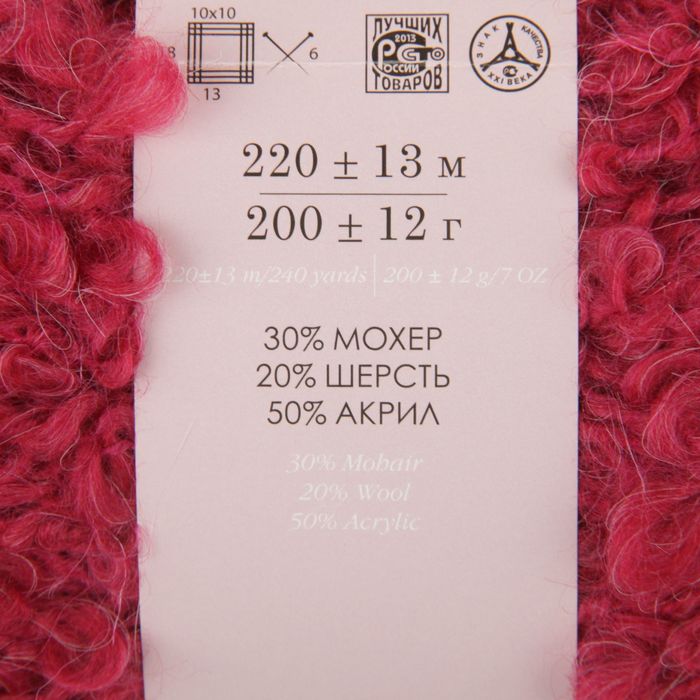 10x10
8
13
6
100 ЛУЧШИХ
2013
РОССИИ
ТОВАРОВ
ЗНАК КАЧЕСТВА
XXI ВЕКА
220 ± 13 м
200 ± 12 г
220±13 m/240 yards | 200 ± 12 g/7 OZ
30% МОХЕР
20% ШЕРСТЬ
50% АКРИЛ
30% Mohair
20% Wool
50% Acrylic